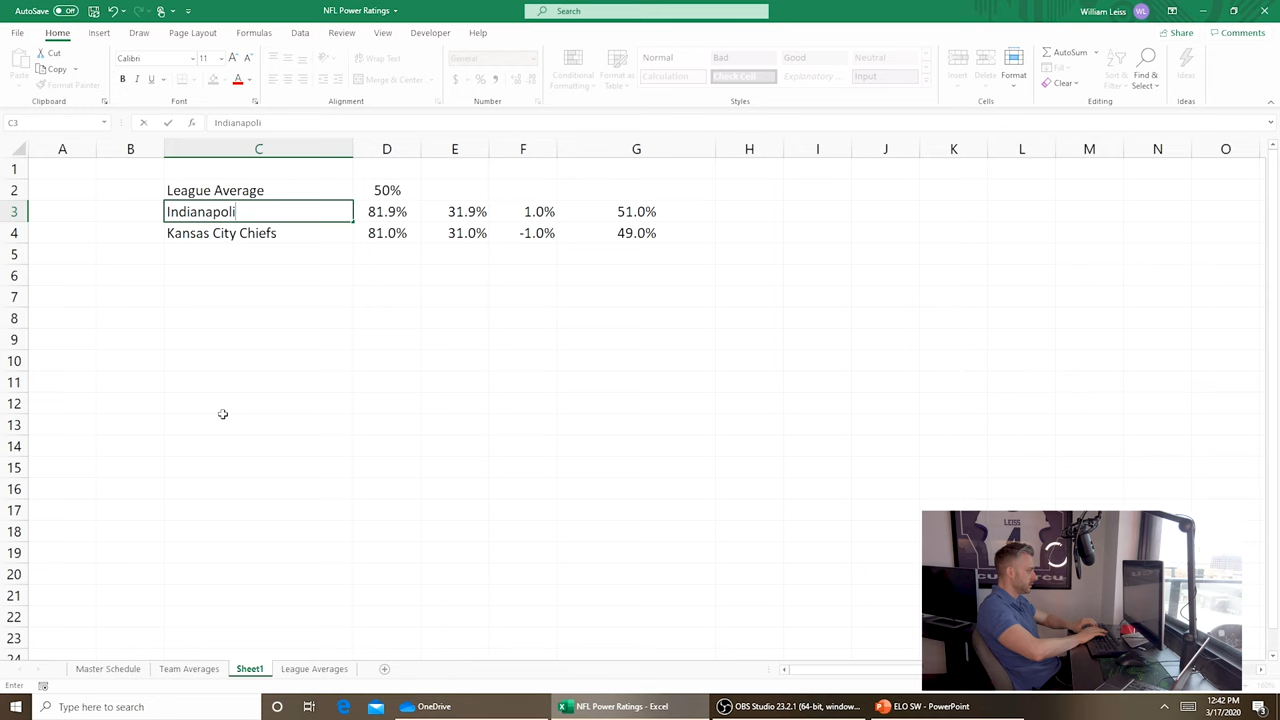 AutoSave Off
NFL Power Ratings
Search
William Leiss WL
File Home Insert Draw Page Layout Formulas Data Review View Developer Help
Share Comments
Paste
Cut
Copy
Format Painter
Clipboard
Calibri 11
A A
B I U
A
Font
Wrap Text
Merge & Center
Alignment
General
$ % ,
Number
Conditional Formatting
Format as Table
Normal Bad Good Neutral
Calculation Check Cell Explanatory ... Input
Styles
Insert Delete Format
Cells
AutoSum
Fill
Clear
Sort & Filter
Find & Select
Editing
Ideas
Ideas
C3
fx
Indianapoli
A B C D E F G H I J K L M N O
1
2 League Average 50%
3 Indianapoli 81.9% 31.9% 1.0% 51.0%
4 Kansas City Chiefs 81.0% 31.0% -1.0% 49.0%
5
6
7
8
9
10
11
12
13
14
15
16
17
18
19
20
21
22
23
24
LEISS
Master Schedule Team Averages Sheet1 League Averages
Enter
160%
Type here to search
OneDrive
NFL Power Ratings - Excel
OBS Studio 23.2.1 (64-bit, window...
ELO SW - PowerPoint
12:42 PM
3/17/2020